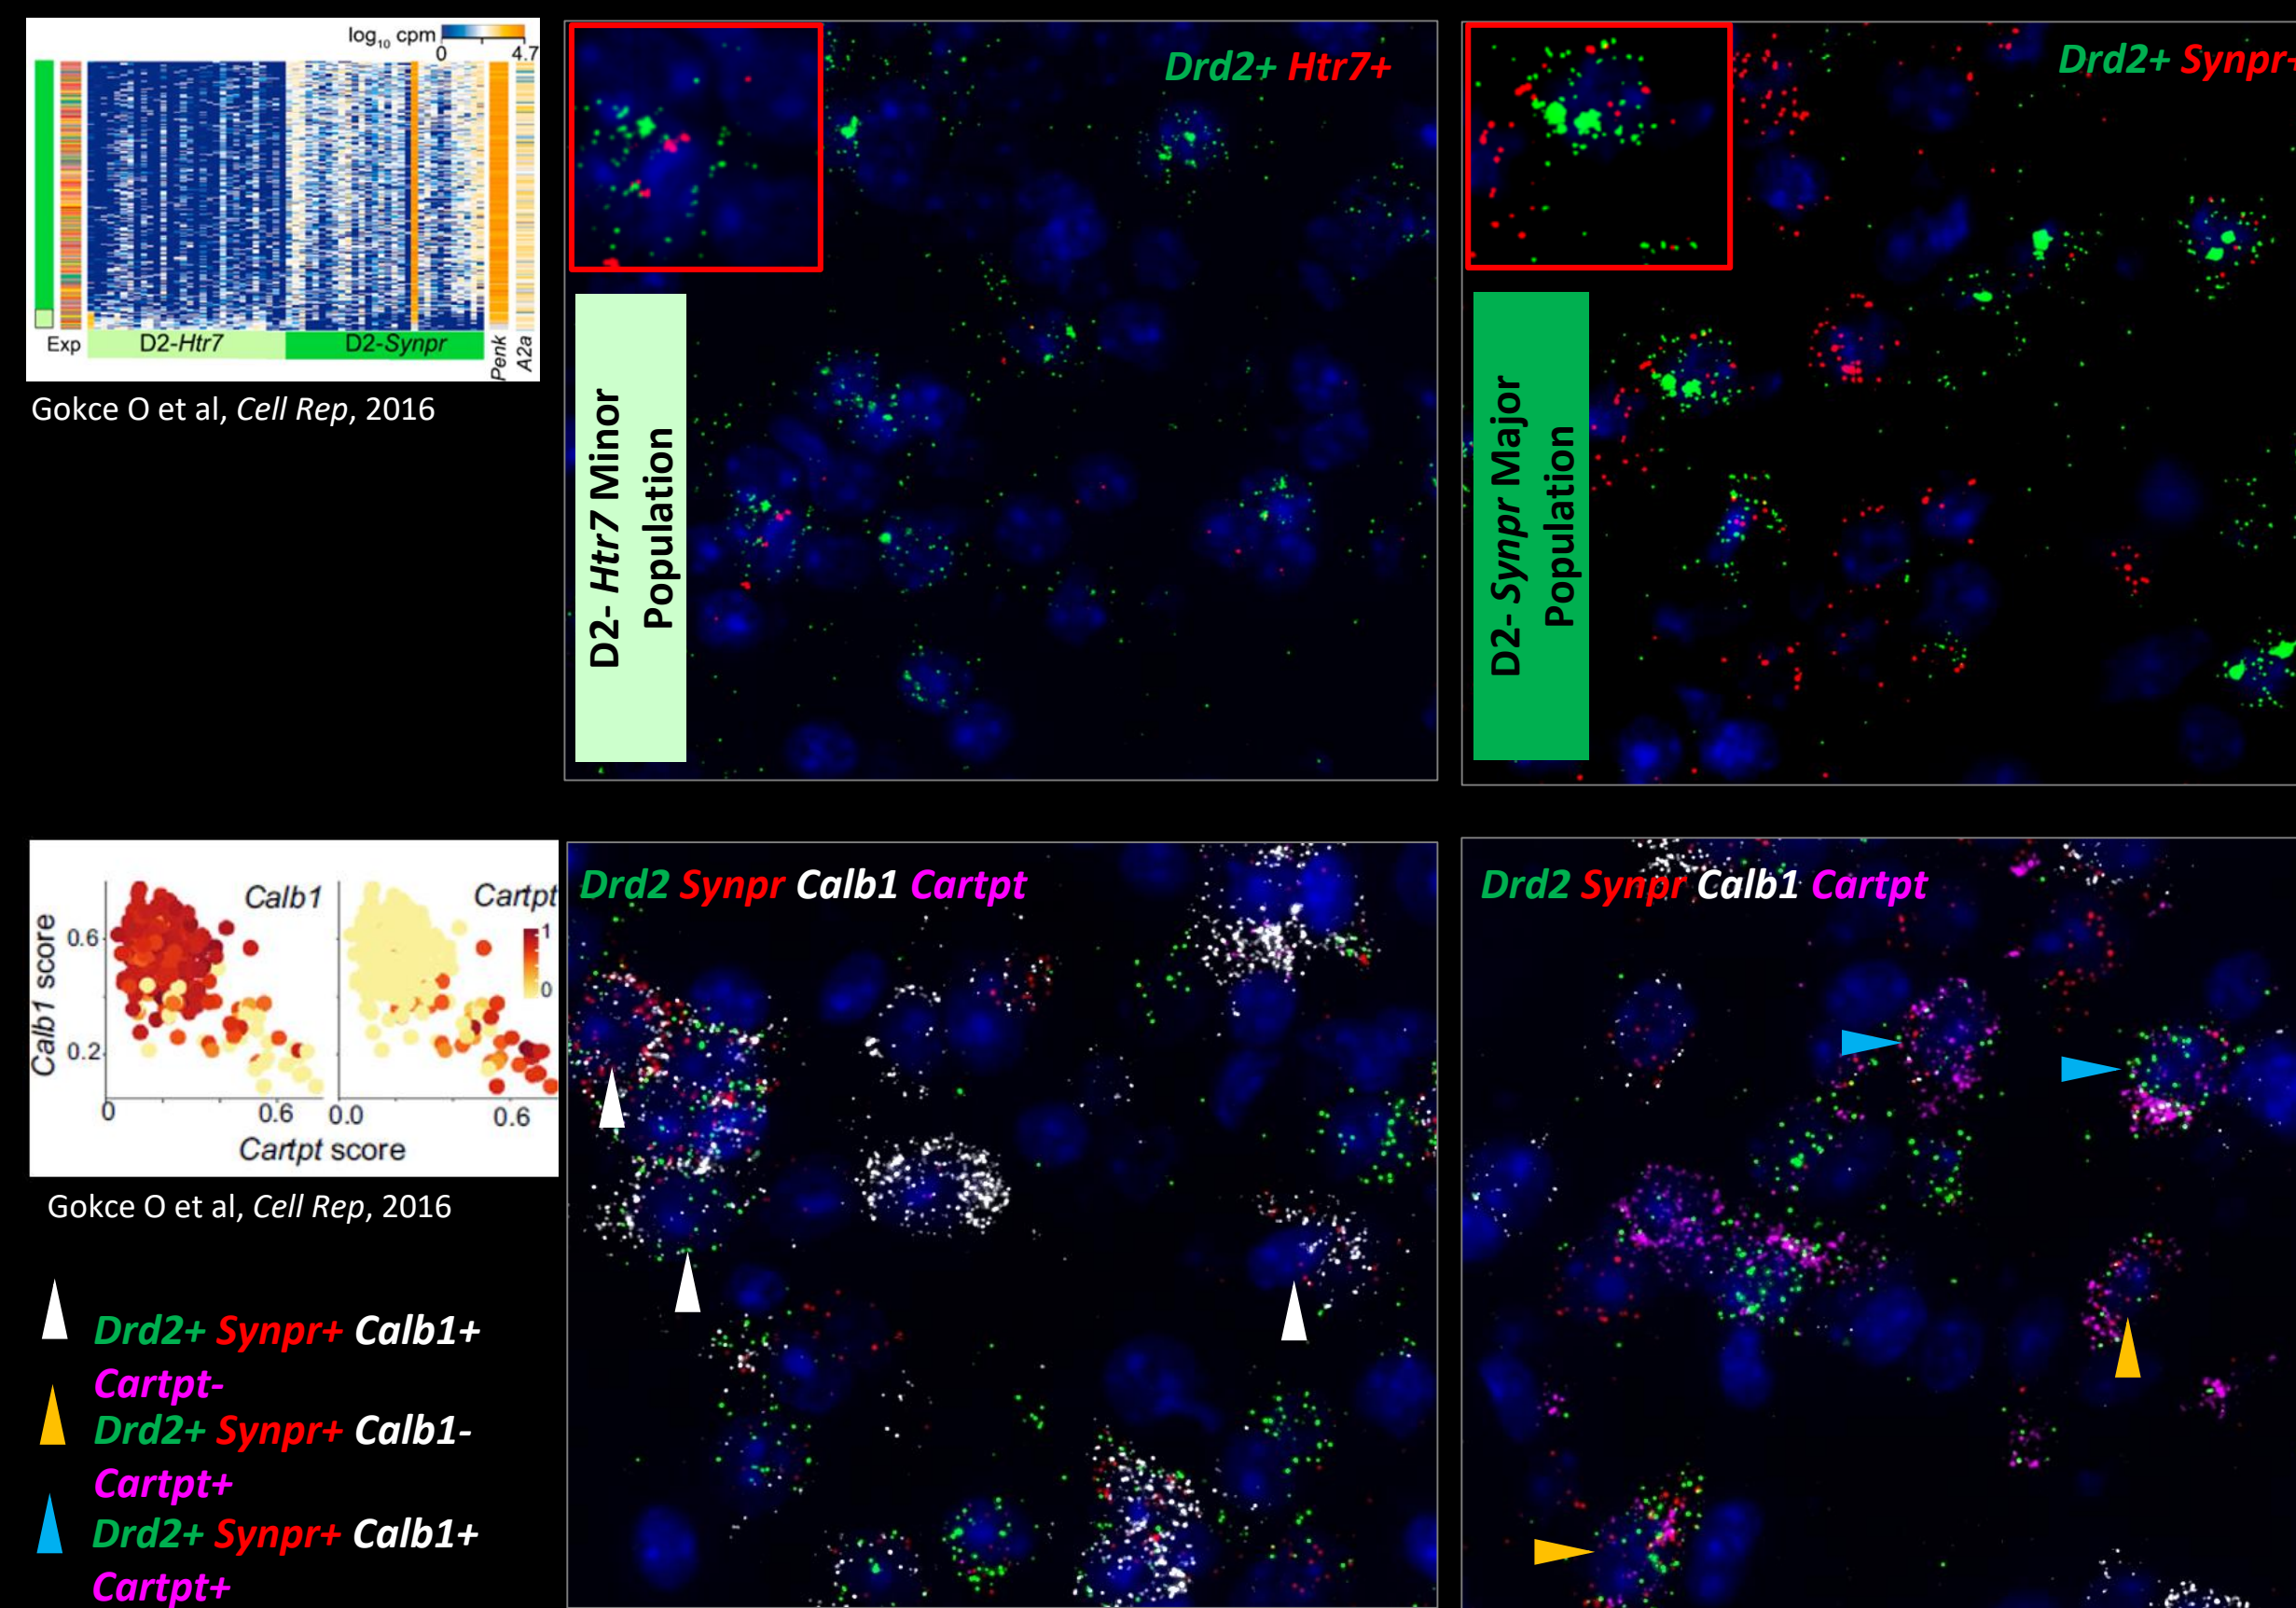 log10 cpm
0 4.7
Exp D2-Htr7 D2-Synpr Penk A2a
Gokce O et al, Cell Rep, 2016
Drd2+ Htr7+
D2- Htr7 Minor
Population
Drd2+ Synpr+
D2- Synpr Major
Population
Calb1 Cartpt
Calb1 score
0.6
0.2
1
0
0 0.6 0.0 0.6
Cartpt score
Gokce O et al, Cell Rep, 2016
Drd2+ Synpr+ Calb1+
Cartpt-
Drd2+ Synpr+ Calb1-
Cartpt+
Drd2+ Synpr+ Calb1+
Cartpt+
Drd2 Synpr Calb1 Cartpt
Drd2 Synpr Calb1 Cartpt